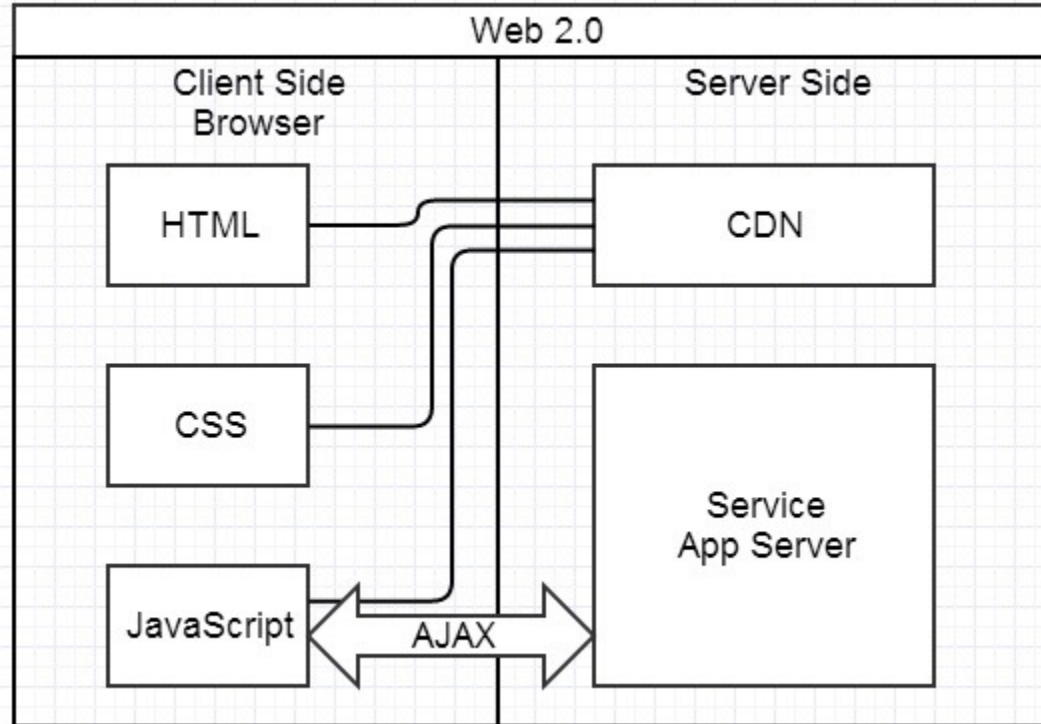 Web 2.0
Client Side
Browser
Server Side
HTML
CDN
CSS
Service
App Server
JavaScript
AJAX